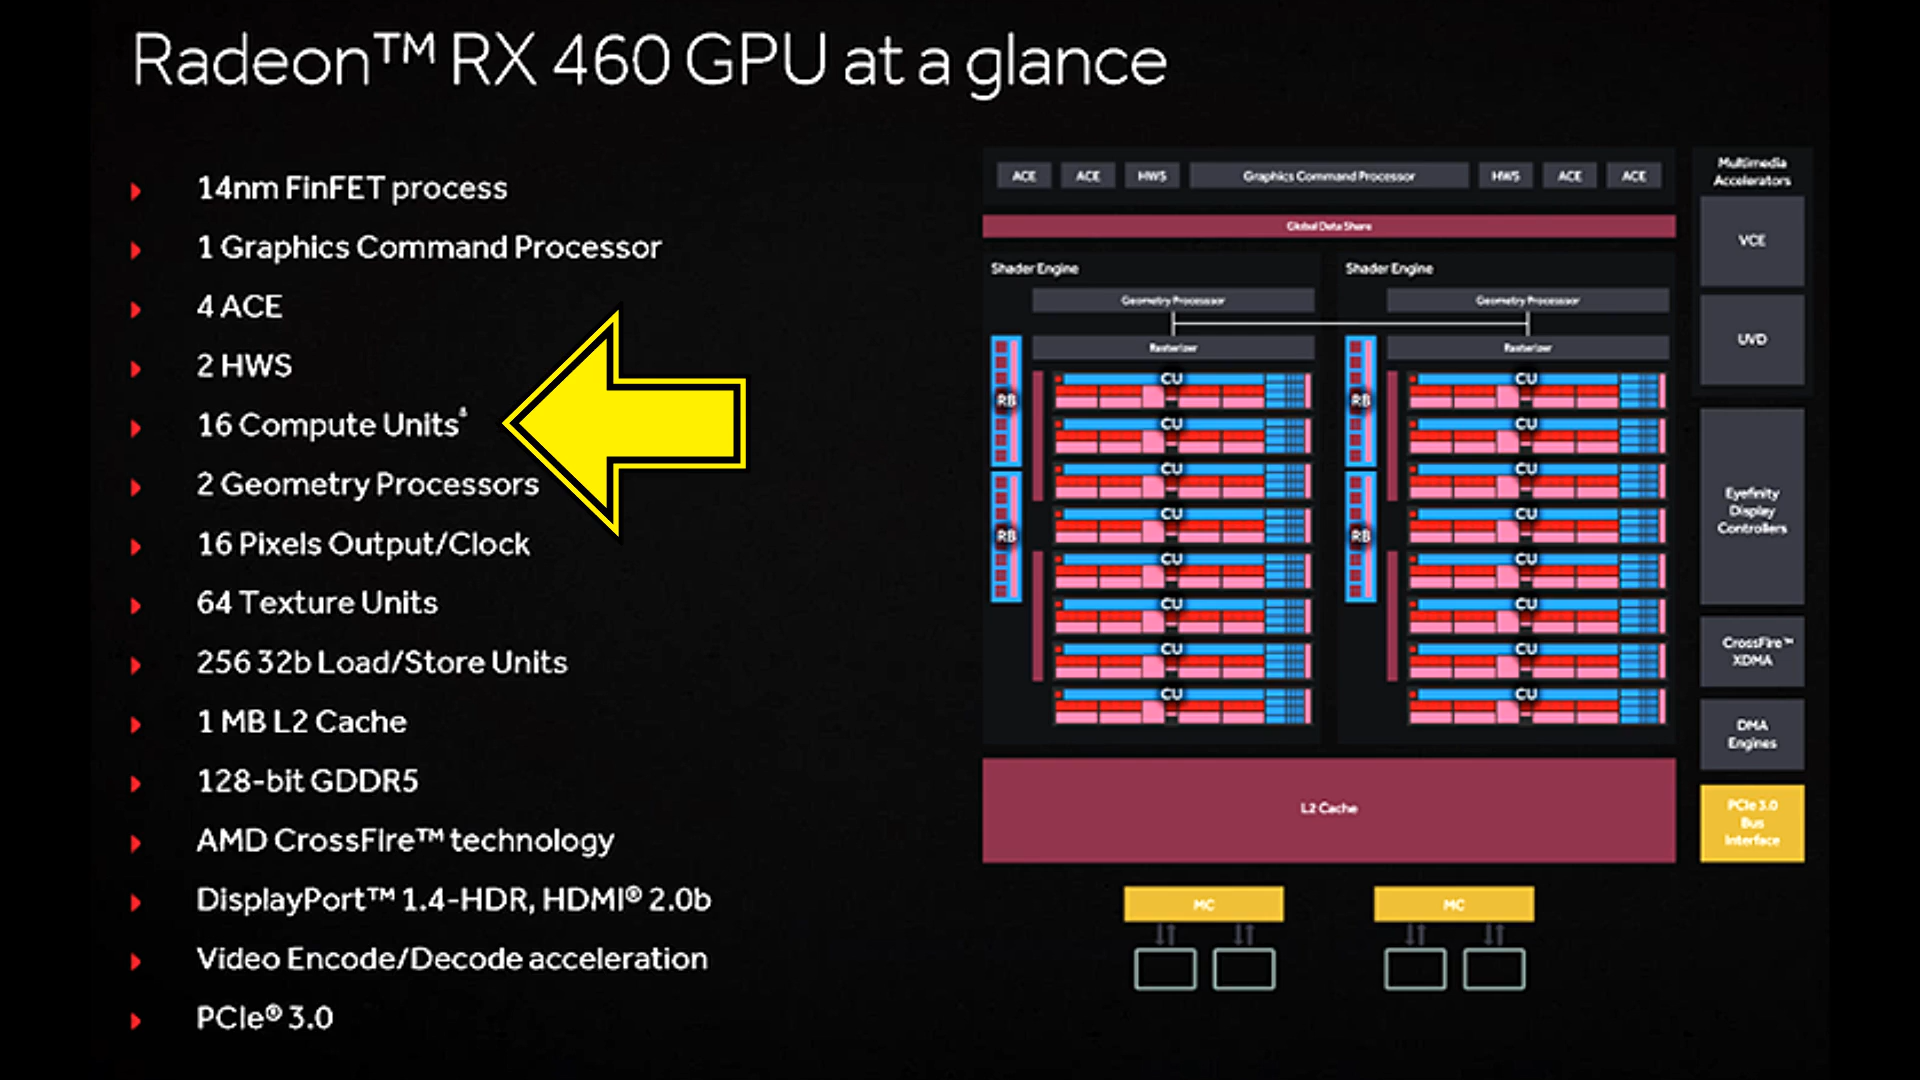 Radeon™ RX 460 GPU at a glance
14nm FinFET process
1 Graphics Command Processor
4 ACE
2 HWS
16 Compute Units
2 Geometry Processors
16 Pixels Output/Clock
64 Texture Units
256 32b Load/Store Units
1 MB L2 Cache
128-bit GDDR5
AMD CrossFIre™ technology
DisplayPort™ 1.4-HDR, HDMI® 2.0b
Video Encode/Decode acceleration
PCIe® 3.0
ACE ACE HWS Graphics Command Processor HWS ACE ACE
Global Data Share
Shader Engine Shader Engine
Geometry Processor Geometry Processor
Rasterizer Rasterizer
CU CU
RB RB
CU CU
CU CU
CU CU
RB RB
CU CU
CU CU
CU CU
CU CU
L2 Cache
MC MC
Multimedia
Accelerators
VCE
UVD
Eyefinity
Display
Controllers
CrossFire™
XDMA
DMA
Engines
PCIe 3.0
Bus
Interface